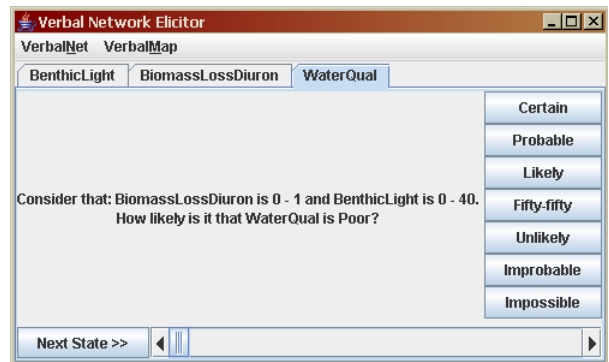 Verbal Network Elicitor
VerbalNet VerbalMap
BenthicLight BiomassLossDiuron WaterQual
Certain
Probable
Likely
Consider that: BiomassLossDiuron is 0 - 1 and BenthicLight is 0 - 40.
How likely is it that WaterQual is Poor?
Fifty-fifty
Unlikely
Improbable
Impossible
Next State >>